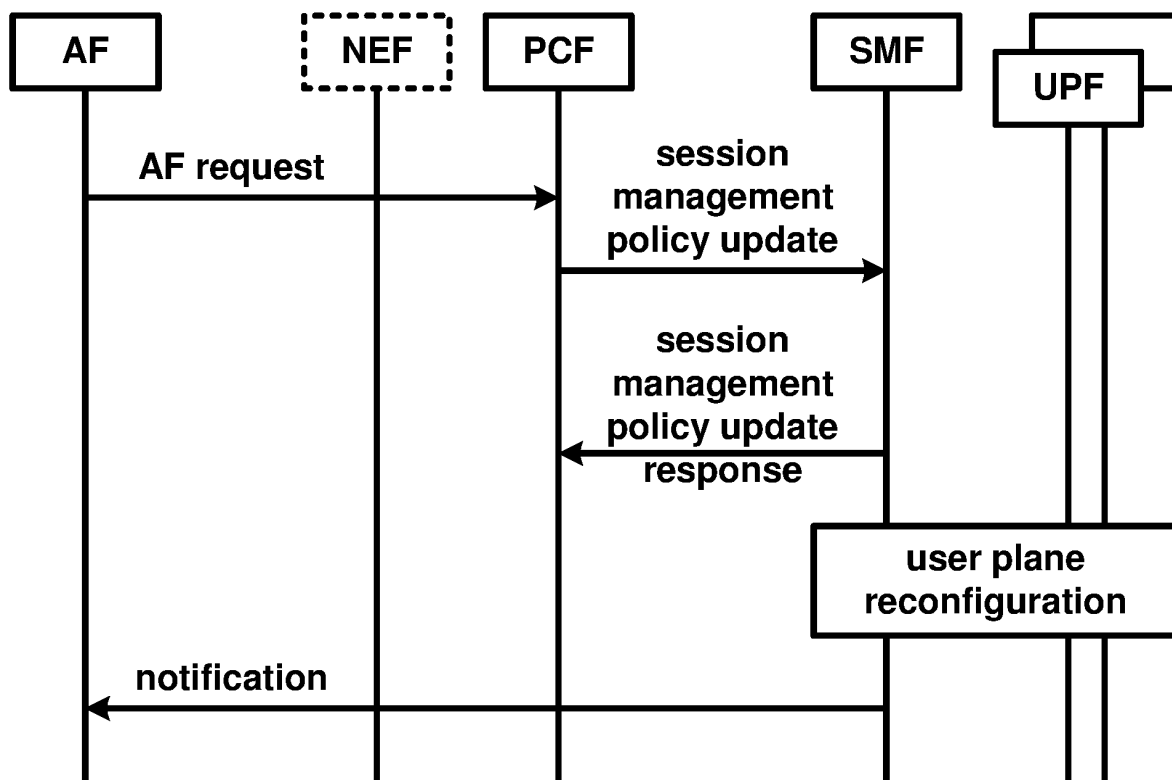 AF
NEF
PCF
SMF
UPF
AF request
session
management
policy update
session
management
policy update
response
user plane
reconfiguration
notification